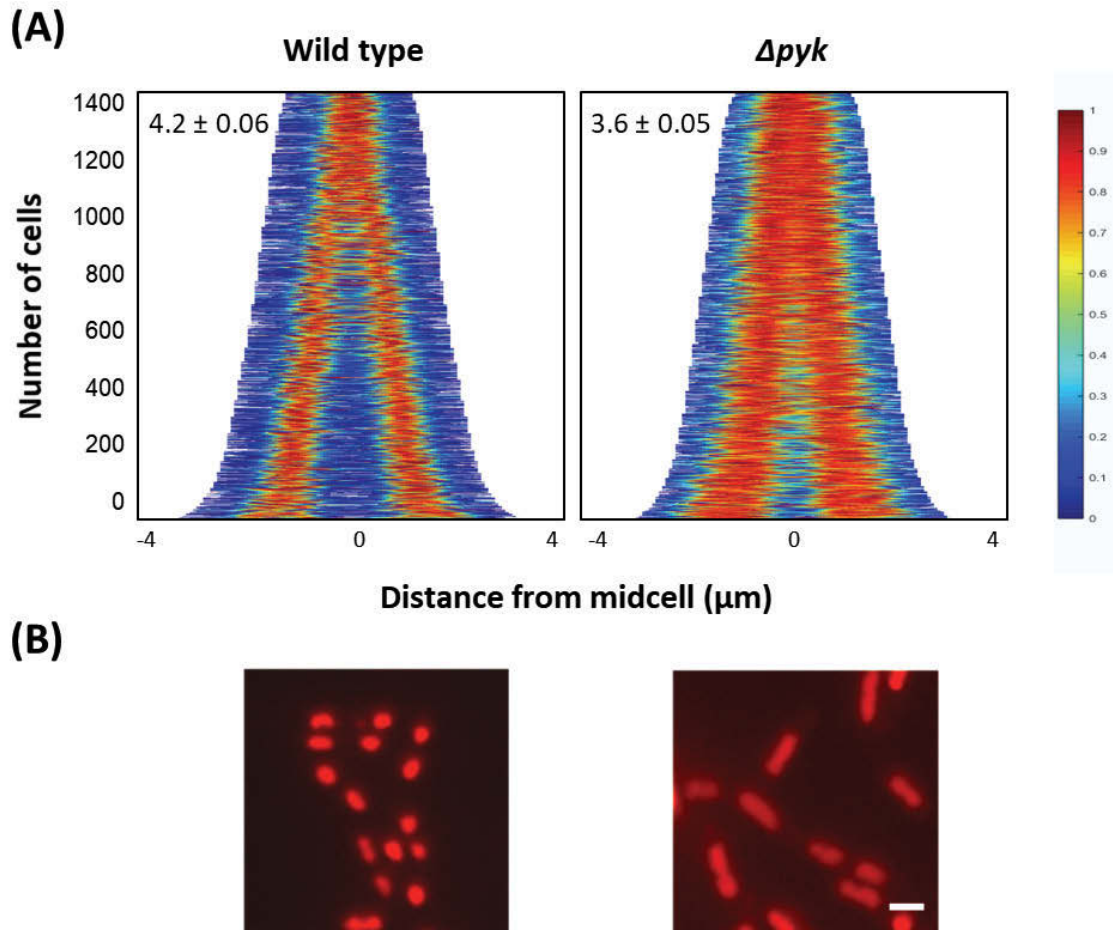 (A)
Wild type
Δpyk
4.2 ± 0.06
3.6 ± 0.05
Number of cells
1400
1200
1000
800
600
400
200
0
-4 0 4
-4 0 4
1
0.9
0.8
0.7
0.6
0.5
0.4
0.3
0.2
0.1
0
Distance from midcell (μm)
(B)